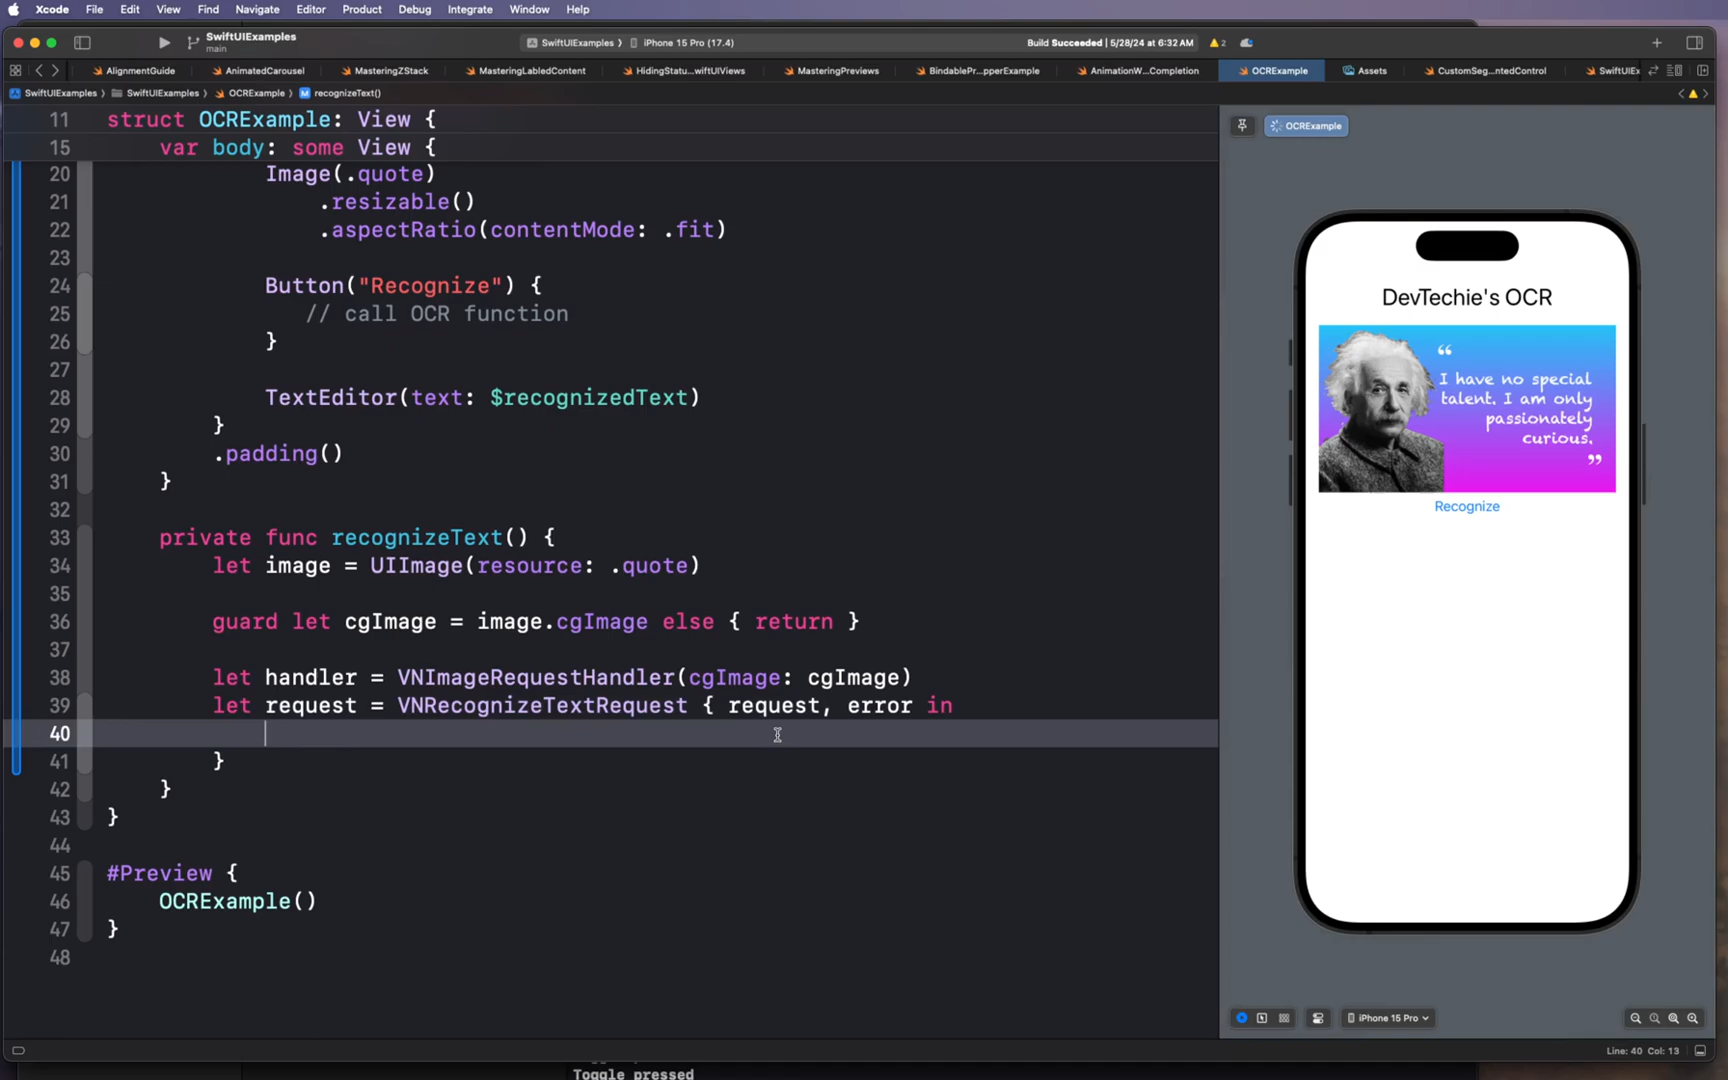 Xcode File Edit View Find Navigate Editor Product Debug Integrate Window Help
SwiftUIExamples
main
SwiftUIExamples iPhone 15 Pro (17.4)
Build Succeeded | 5/28/24 at 6:32 AM 2
AlignmentGuide AnimatedCarousel MasteringZStack MasteringLabledContent HidingStatu...wiftUIViews MasteringPreviews BindablePr...pperExample AnimationW...Completion OCRExample Assets CustomSeg...ntedControl SwiftUIEx
SwiftUIExamples SwiftUIExamples OCRExample M recognizeText()
11 struct OCRExample: View {
15 var body: some View {
20 Image(.quote)
21 .resizable()
22 .aspectRatio(contentMode: .fit)
23
24 Button("Recognize") {
25 // call OCR function
26 }
27
28 TextEditor(text: $recognizedText)
29 }
30 .padding()
31 }
32
33 private func recognizeText() {
34 let image = UIImage(resource: .quote)
35
36 guard let cgImage = image.cgImage else { return }
37
38 let handler = VNImageRequestHandler(cgImage: cgImage)
39 let request = VNRecognizeTextRequest { request, error in
40
41 }
42 }
43 }
44
45 #Preview {
46 OCRExample()
47 }
48
OCRExample
DevTechie's OCR
“
I have no special
talent. I am only
passionately
curious.
”
Recognize
iPhone 15 Pro
Line: 40 Col: 13
Toggle pressed